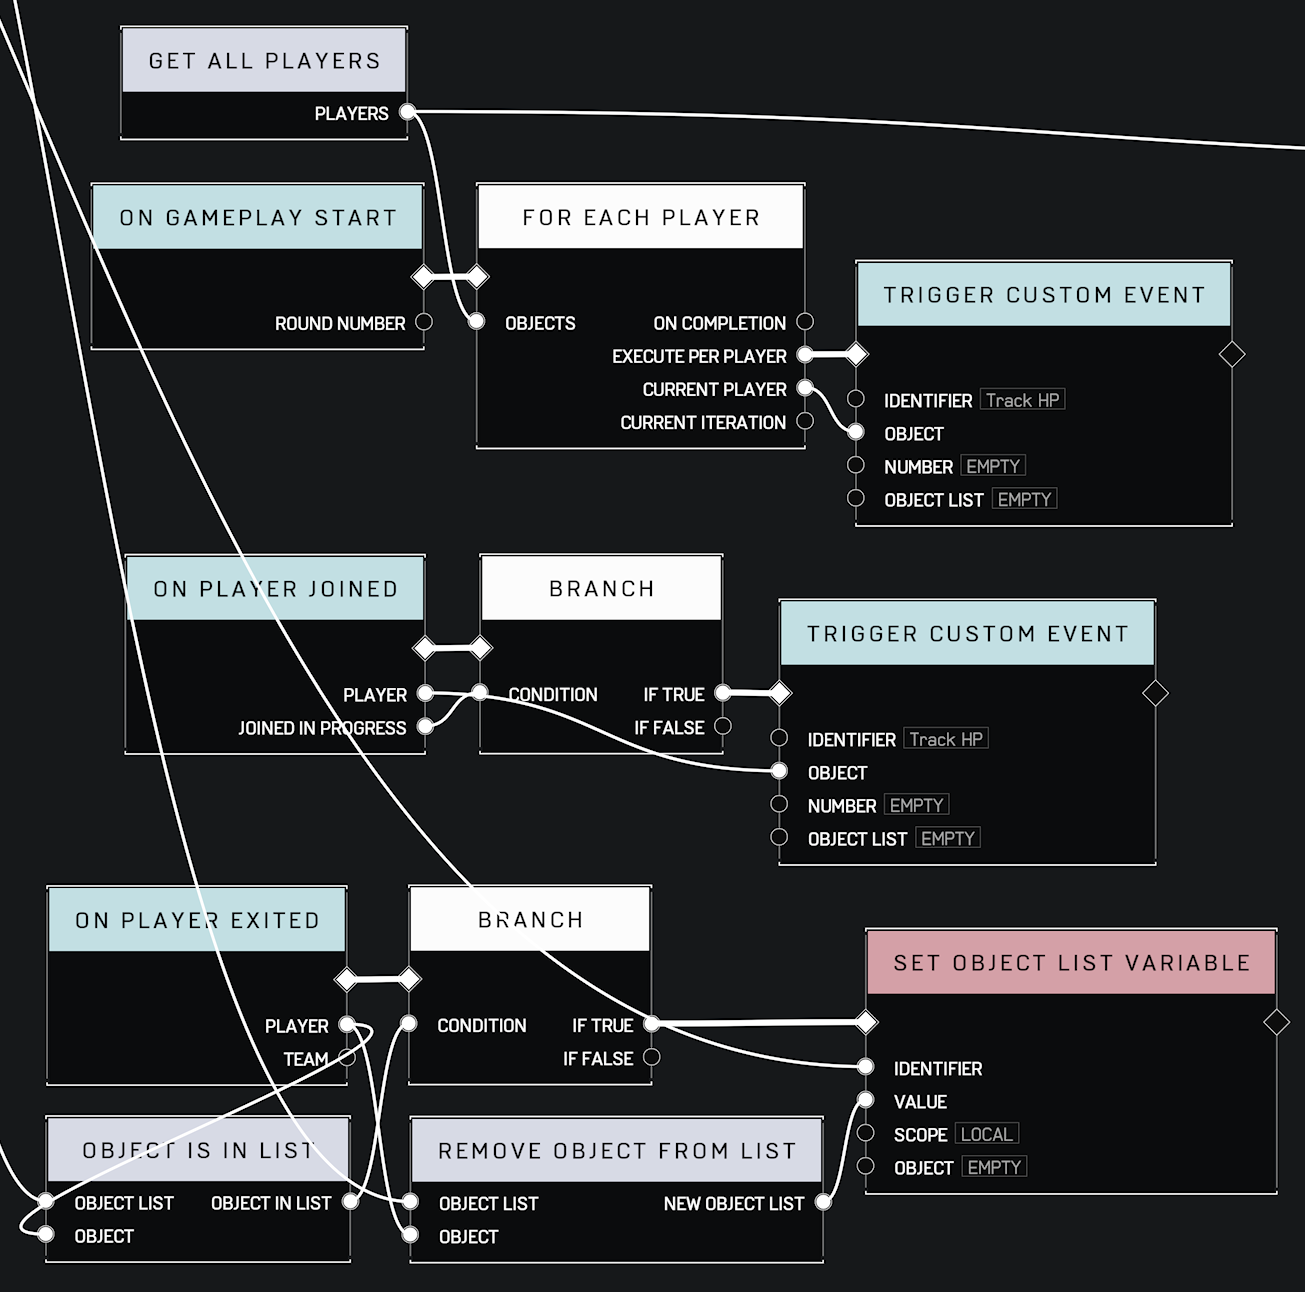 GET ALL PLAYERS
PLAYERS
ON GAMEPLAY START
ROUND NUMBER
FOR EACH PLAYER
OBJECTS ON COMPLETION
EXECUTE PER PLAYER
CURRENT PLAYER
CURRENT ITERATION
TRIGGER CUSTOM EVENT
IDENTIFIER Track HP
OBJECT
NUMBER EMPTY
OBJECT LIST EMPTY
ON PLAYER JOINED
PLAYER
JOINED IN PROGRESS
BRANCH
CONDITION IF TRUE
IF FALSE
TRIGGER CUSTOM EVENT
IDENTIFIER Track HP
OBJECT
NUMBER EMPTY
OBJECT LIST EMPTY
ON PLAYER EXITED
PLAYER
TEAM
BRANCH
CONDITION IF TRUE
IF FALSE
SET OBJECT LIST VARIABLE
IDENTIFIER
VALUE
SCOPE LOCAL
OBJECT EMPTY
OBJECT IS IN LIST
OBJECT LIST OBJECT IN LIST
OBJECT
REMOVE OBJECT FROM LIST
OBJECT LIST NEW OBJECT LIST
OBJECT